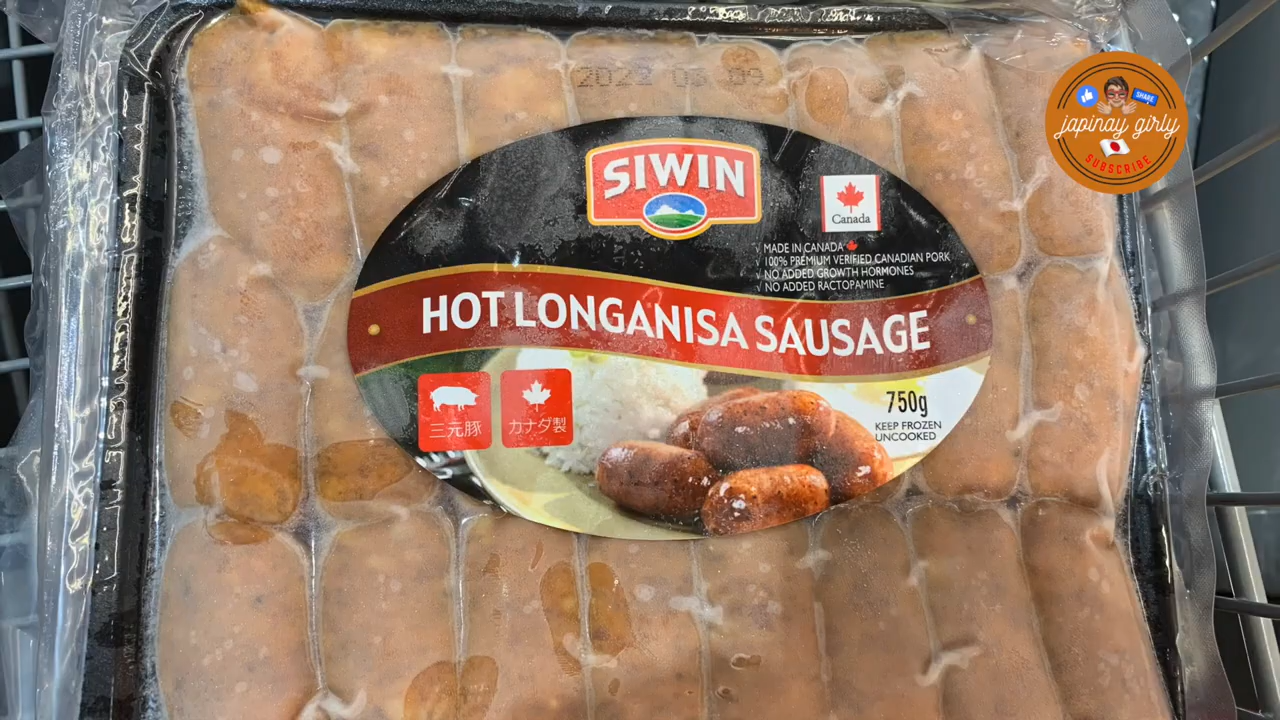 2022 06 09
SIWIN
Canada
√ MADE IN CANADA
√ 100% PREMIUM VERIFIED CANADIAN PORK
√ NO ADDED GROWTH HORMONES
√ NO ADDED RACTOPAMINE
HOT LONGANISA SAUSAGE
三元豚
カナダ製
750g
KEEP FROZEN
UNCOOKED
SHARE
japinay girly
SUBSCRIBE